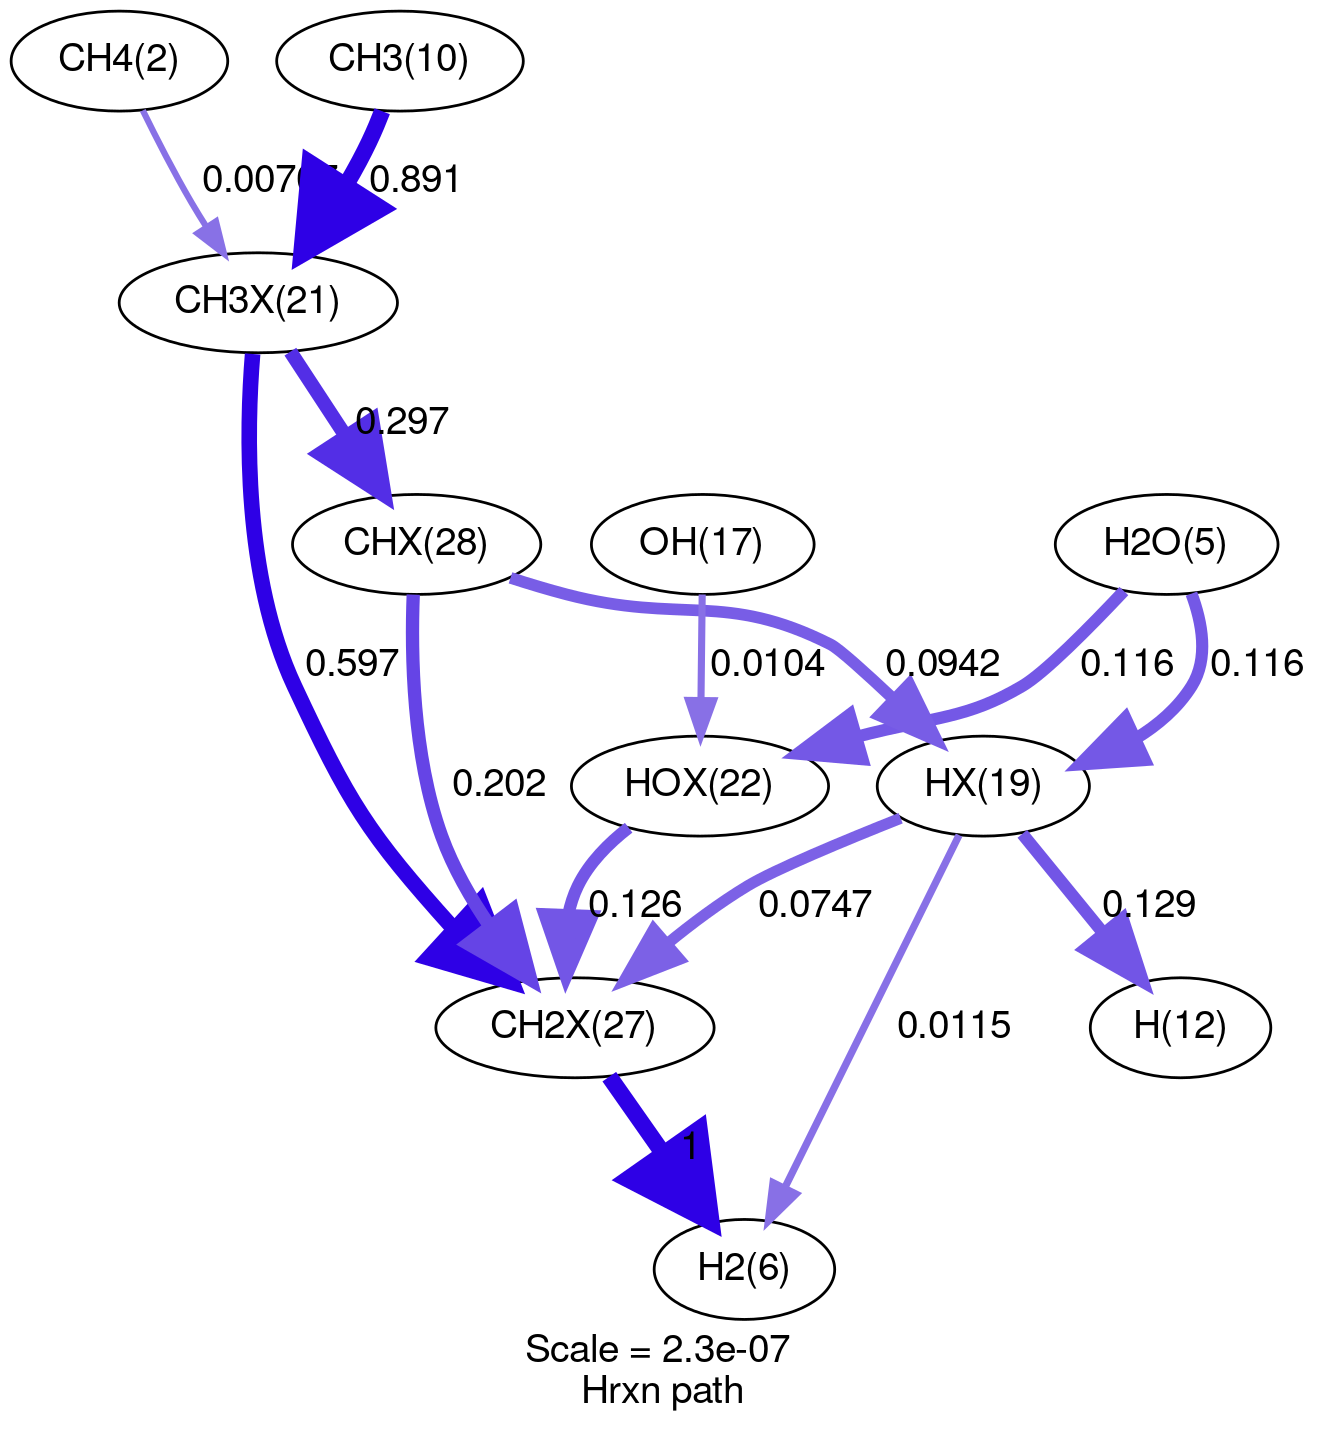 CH4(2)
CH3(10)
0.891
CH3X(21)
0.297
CHX(28)
OH(17)
H2O(5)
0.597
0.0104
0.0942
0.116
0.116
0.202
HOX(22)
HX(19)
0.126
0.0747
0.129
CH2X(27)
0.0115
H(12)
1
H2(6)
Scale = 2.3e-07
Hrxn path